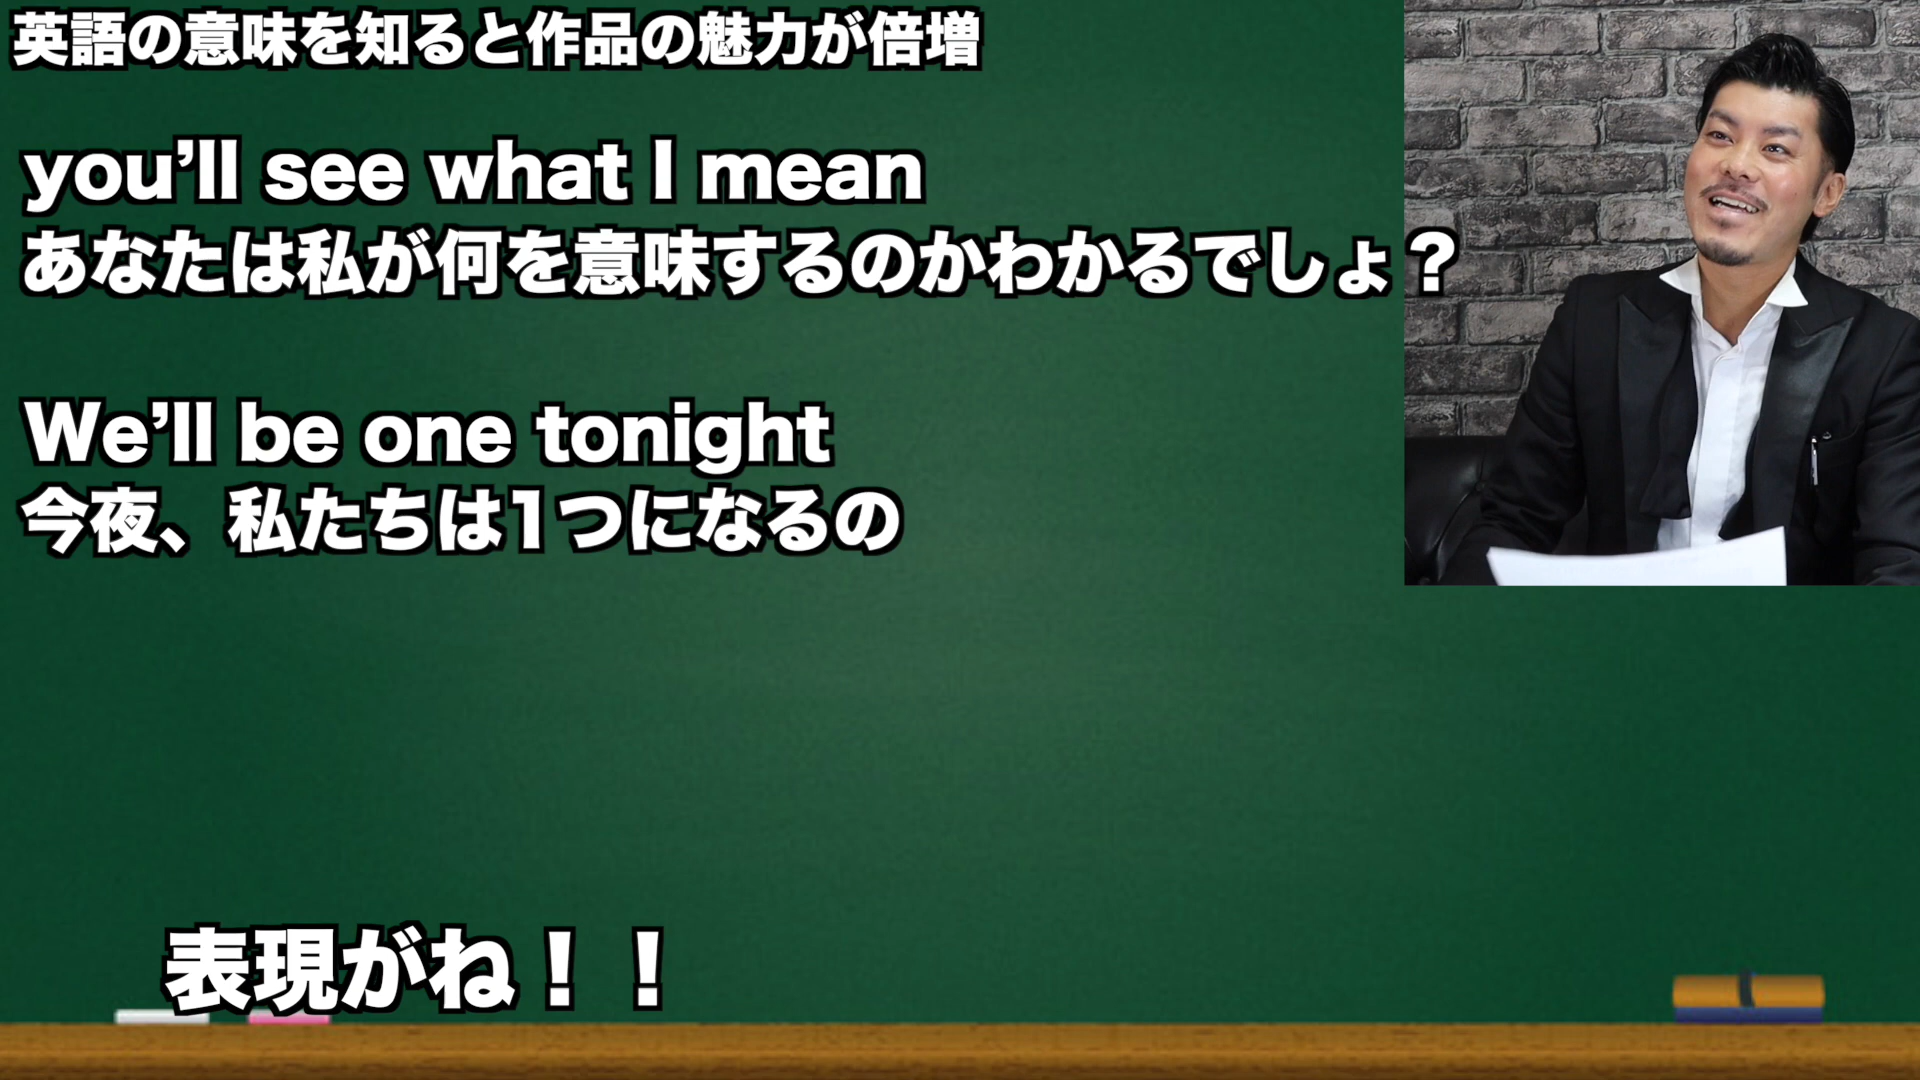 英語の意味を知ると作品の魅力が倍増
you’ll see what I mean
あなたは私が何を意味するのかわかるでしょ？
We’ll be one tonight
今夜、私たちは1つになるの
表現がね！！